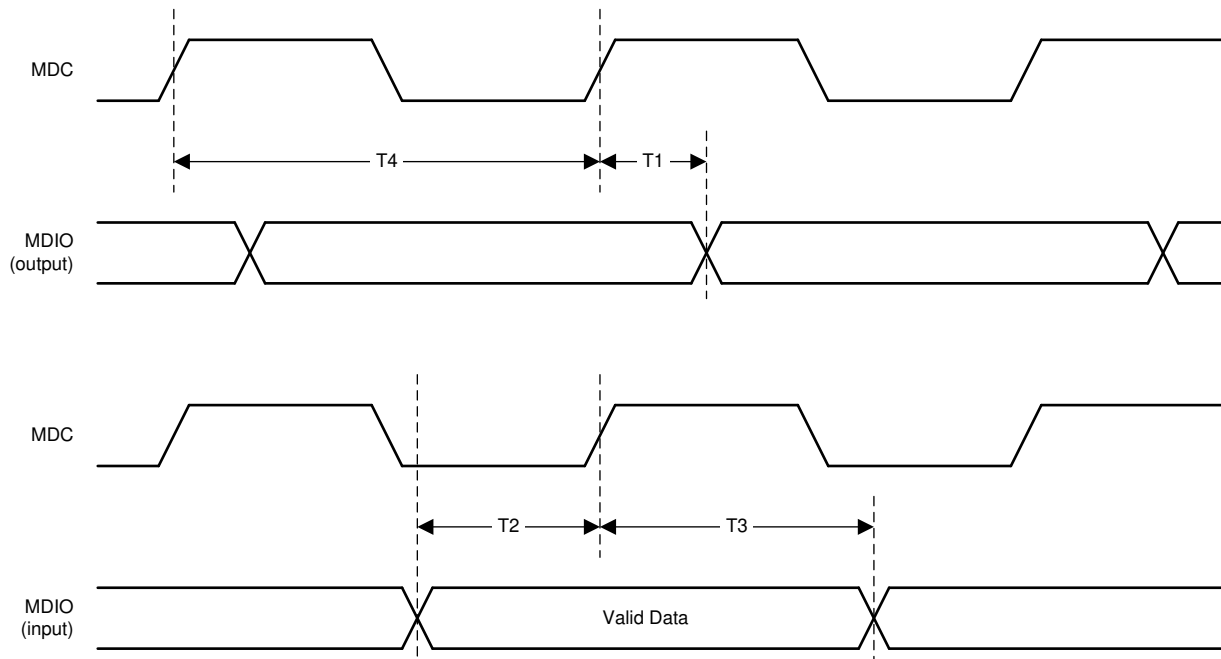 MDC
T4
T1
MDIO
(output)
MDC
T2
T3
MDIO
(input)
Valid Data